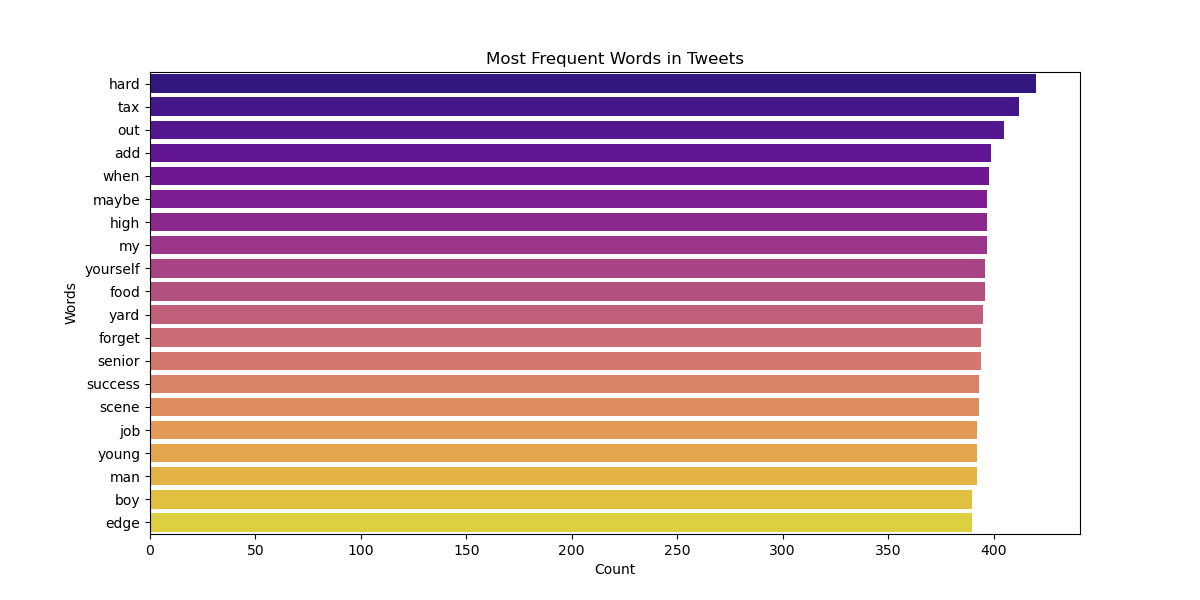 Most Frequent Words in Tweets
Words
hard
tax
out
add
when
maybe
high
my
yourself
food
yard
forget
senior
success
scene
job
young
man
boy
edge
0 50 100 150 200 250 300 350 400
Count